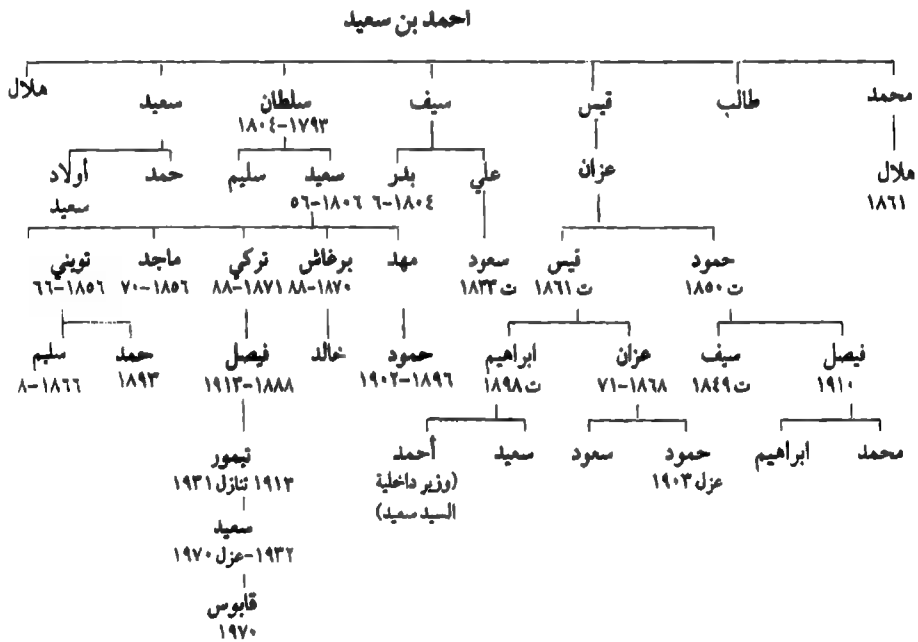 احمد بن سعيد
محمد طالب قيس سيف سلطان سعيد هلال
١٧٩٣-١٨٠٤
هلال عزان علي بدر سعيد سليم حمد أولاد سعيد
١٨٦١ ١٨٠٤-٦ ١٨٠٦-٥٦
حمود قيس سعود مهد برغاش تركي ماجد تويني
ت ١٨٥٠ ت ١٨٦١ ت ١٨٣٣ ١٨٧٠-٨٨ ١٨٧١-٨٨ ١٨٥٦-٧٠ ١٨٥٦-٦٦
فيصل سيف عزان ابراهيم حمود خالد فيصل حمد سليم
١٩١٠ ت ١٨٤٩ ١٨٦٨-٧١ ت ١٨٩٨ ١٨٩٦-١٩٠٢ ١٨٨٨-١٩١٣ ١٨٩٣ ١٨٦٦-٨
محمد ابراهيم حمود سعود سعيد أحمد تيمور
عزل ١٩٠٣ (وزير داخلية ١٩١٣ تنازل ١٩٣١
السيد سعيد)
سعيد
١٩٣٢-عزل ١٩٧٠
قابوس
١٩٧٠